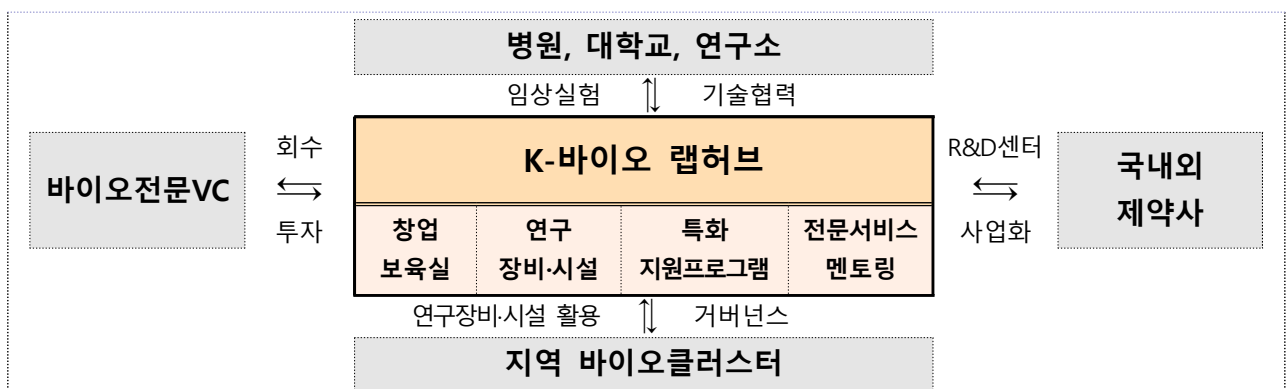 병원, 대학교, 연구소
임상실험 ⇅ 기술협력
바이오전문VC
회수
⇆
투자
K-바이오 랩허브
창업
보육실
연구
장비·시설
특화
지원프로그램
전문서비스
멘토링
R&D센터
⇆
사업화
국내외
제약사
연구장비·시설 활용 ⇅ 거버넌스
지역 바이오클러스터